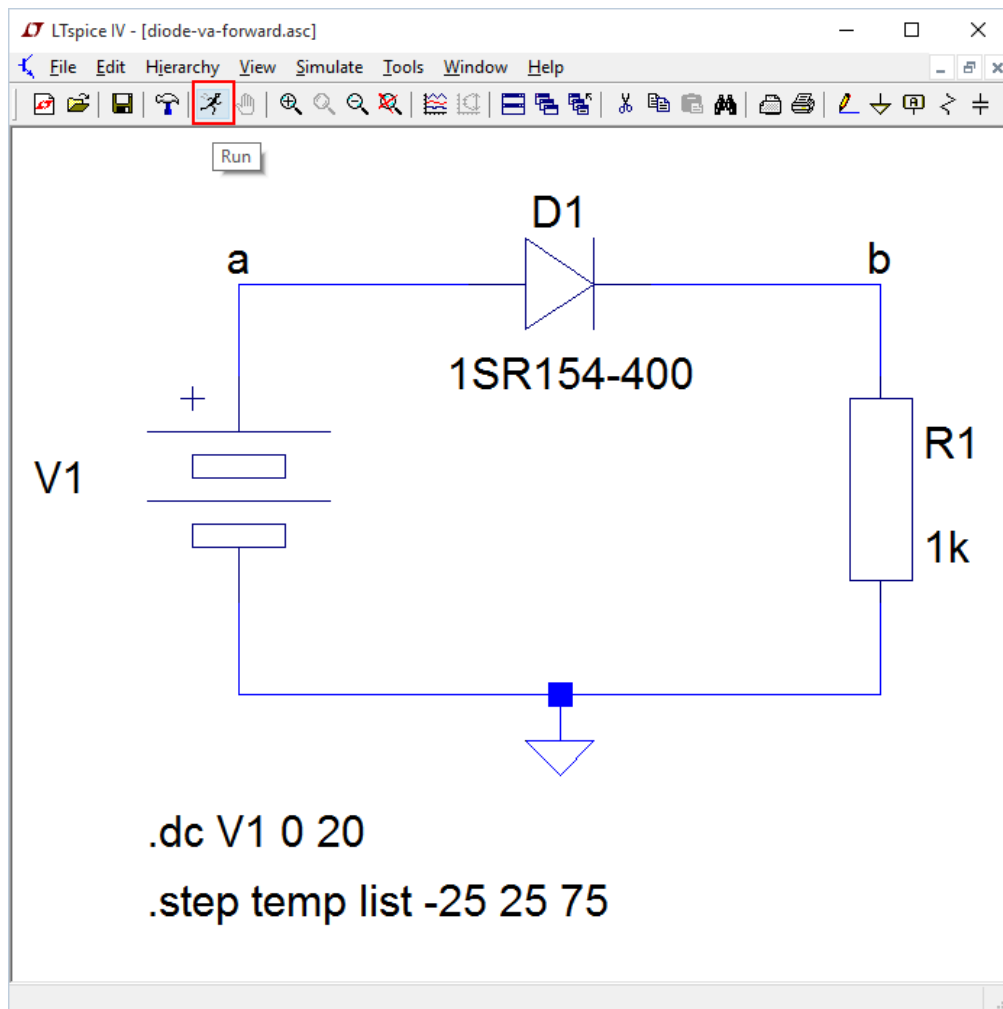 LTspice IV - [diode-va-forward.asc]
File Edit Hierarchy View Simulate Tools Window Help
Run
D1
a
b
1SR154-400
+
V1
R1
1k
.dc V1 0 20
.step temp list -25 25 75